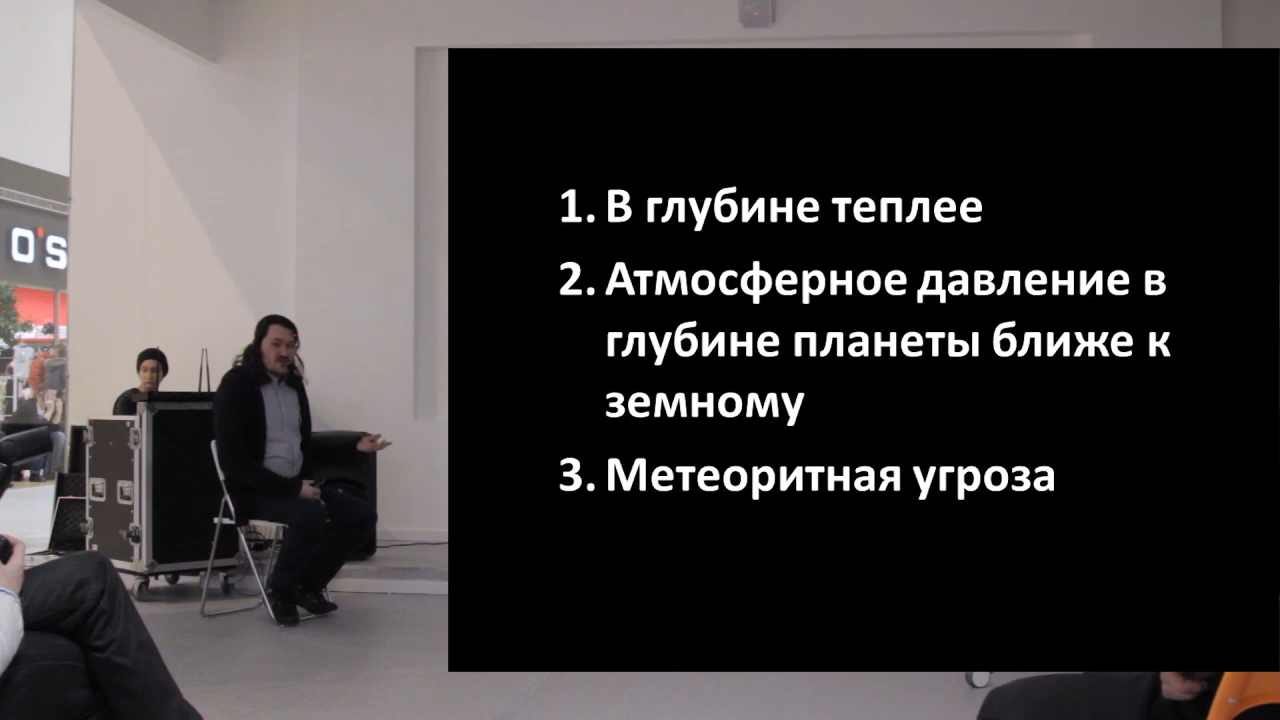 O'S
1. В глубине теплее
2. Атмосферное давление в
глубине планеты ближе к
земному
3. Метеоритная угроза